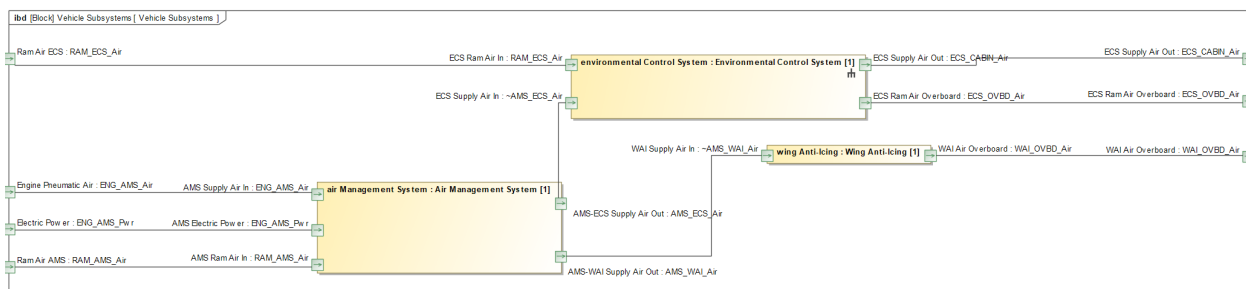 ibd [Block] Vehicle Subsystems [ Vehicle Subsystems ]
Ram Air ECS : RAM_ECS_Air
ECS Ram Air In : RAM_ECS_Air
environmental Control System : Environmental Control System [1]
ECS Supply Air Out : ECS_CABIN_Air
ECS Supply Air Out : ECS_CABIN_Air
ECS Supply Air In : ~AMS_ECS_Air
ECS Ram Air Overboard : ECS_OVBD_Air
ECS Ram Air Overboard : ECS_OVBD_Air
WAI Supply Air In : ~AMS_WAI_Air
wing Anti-Icing : Wing Anti-Icing [1]
WAI Air Overboard : WAI_OVBD_Air
WAI Air Overboard : WAI_OVBD_Air
Engine Pneumatic Air : ENG_AMS_Air
AMS Supply Air In : ENG_AMS_Air
air Management System : Air Management System [1]
AMS-ECS Supply Air Out : AMS_ECS_Air
Electric Power : ENG_AMS_Pwr
AMS Electric Power : ENG_AMS_Pwr
Ram Air AMS : RAM_AMS_Air
AMS Ram Air In : RAM_AMS_Air
AMS-WAI Supply Air Out : AMS_WAI_Air